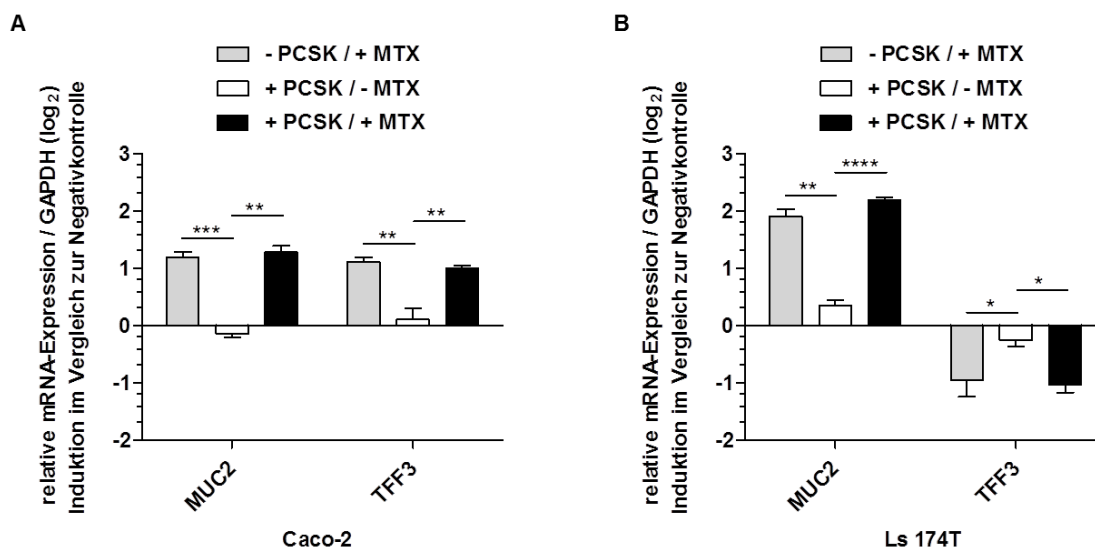 A
- PCSK / + MTX
+ PCSK / - MTX
+ PCSK / + MTX
relative mRNA-Expression / GAPDH (log2)
Induktion im Vergleich zur Negativkontrolle
3
2
1
0
-1
-2
***
**
**
**
MUC2
TFF3
Caco-2
B
- PCSK / + MTX
+ PCSK / - MTX
+ PCSK / + MTX
relative mRNA-Expression / GAPDH (log2)
Induktion im Vergleich zur Negativkontrolle
3
2
1
0
-1
-2
**
****
*
*
MUC2
TFF3
Ls 174T